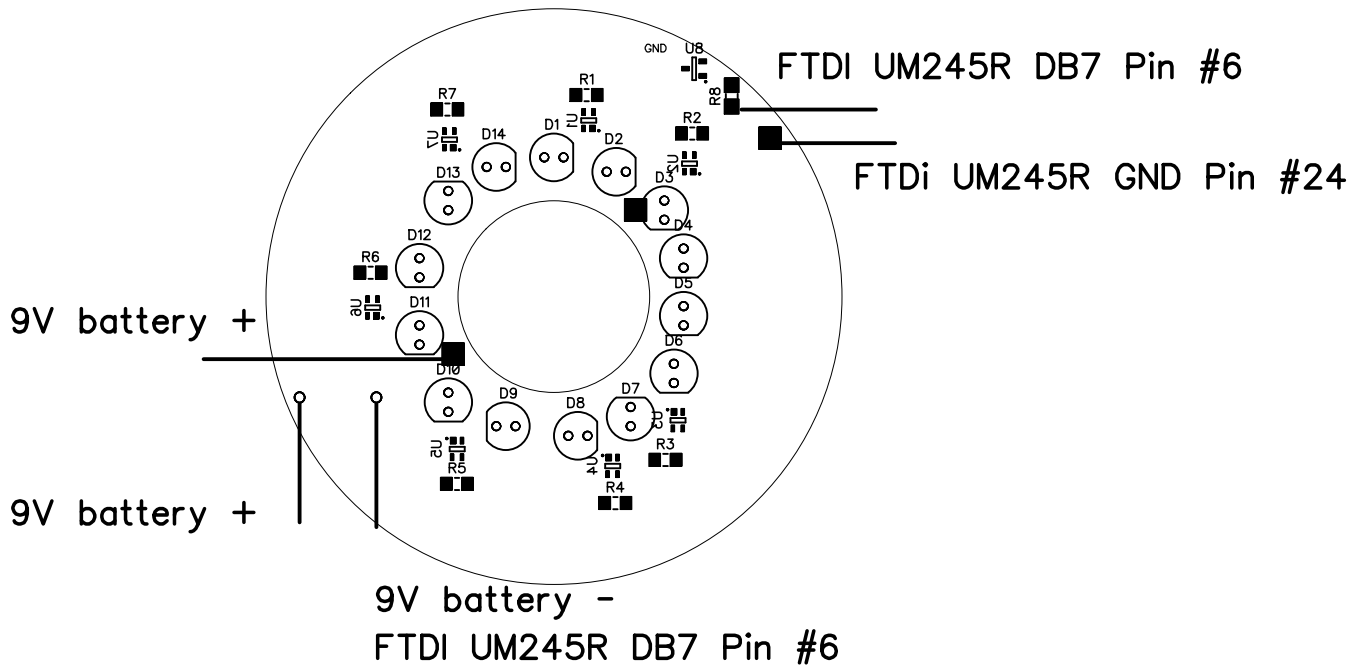 GND U8
FTDI UM245R DB7 Pin #6
R7
R1
R8
R2
U1
U7
D14
D1
D2
U2
FTDi UM245R GND Pin #24
D13
D3
D12
D4
R6
D11
D5
U6
9V battery +
D6
D10
D9
D8
D7
U3
U5
R3
R5
U4
R4
9V battery +
9V battery -
FTDI UM245R DB7 Pin #6